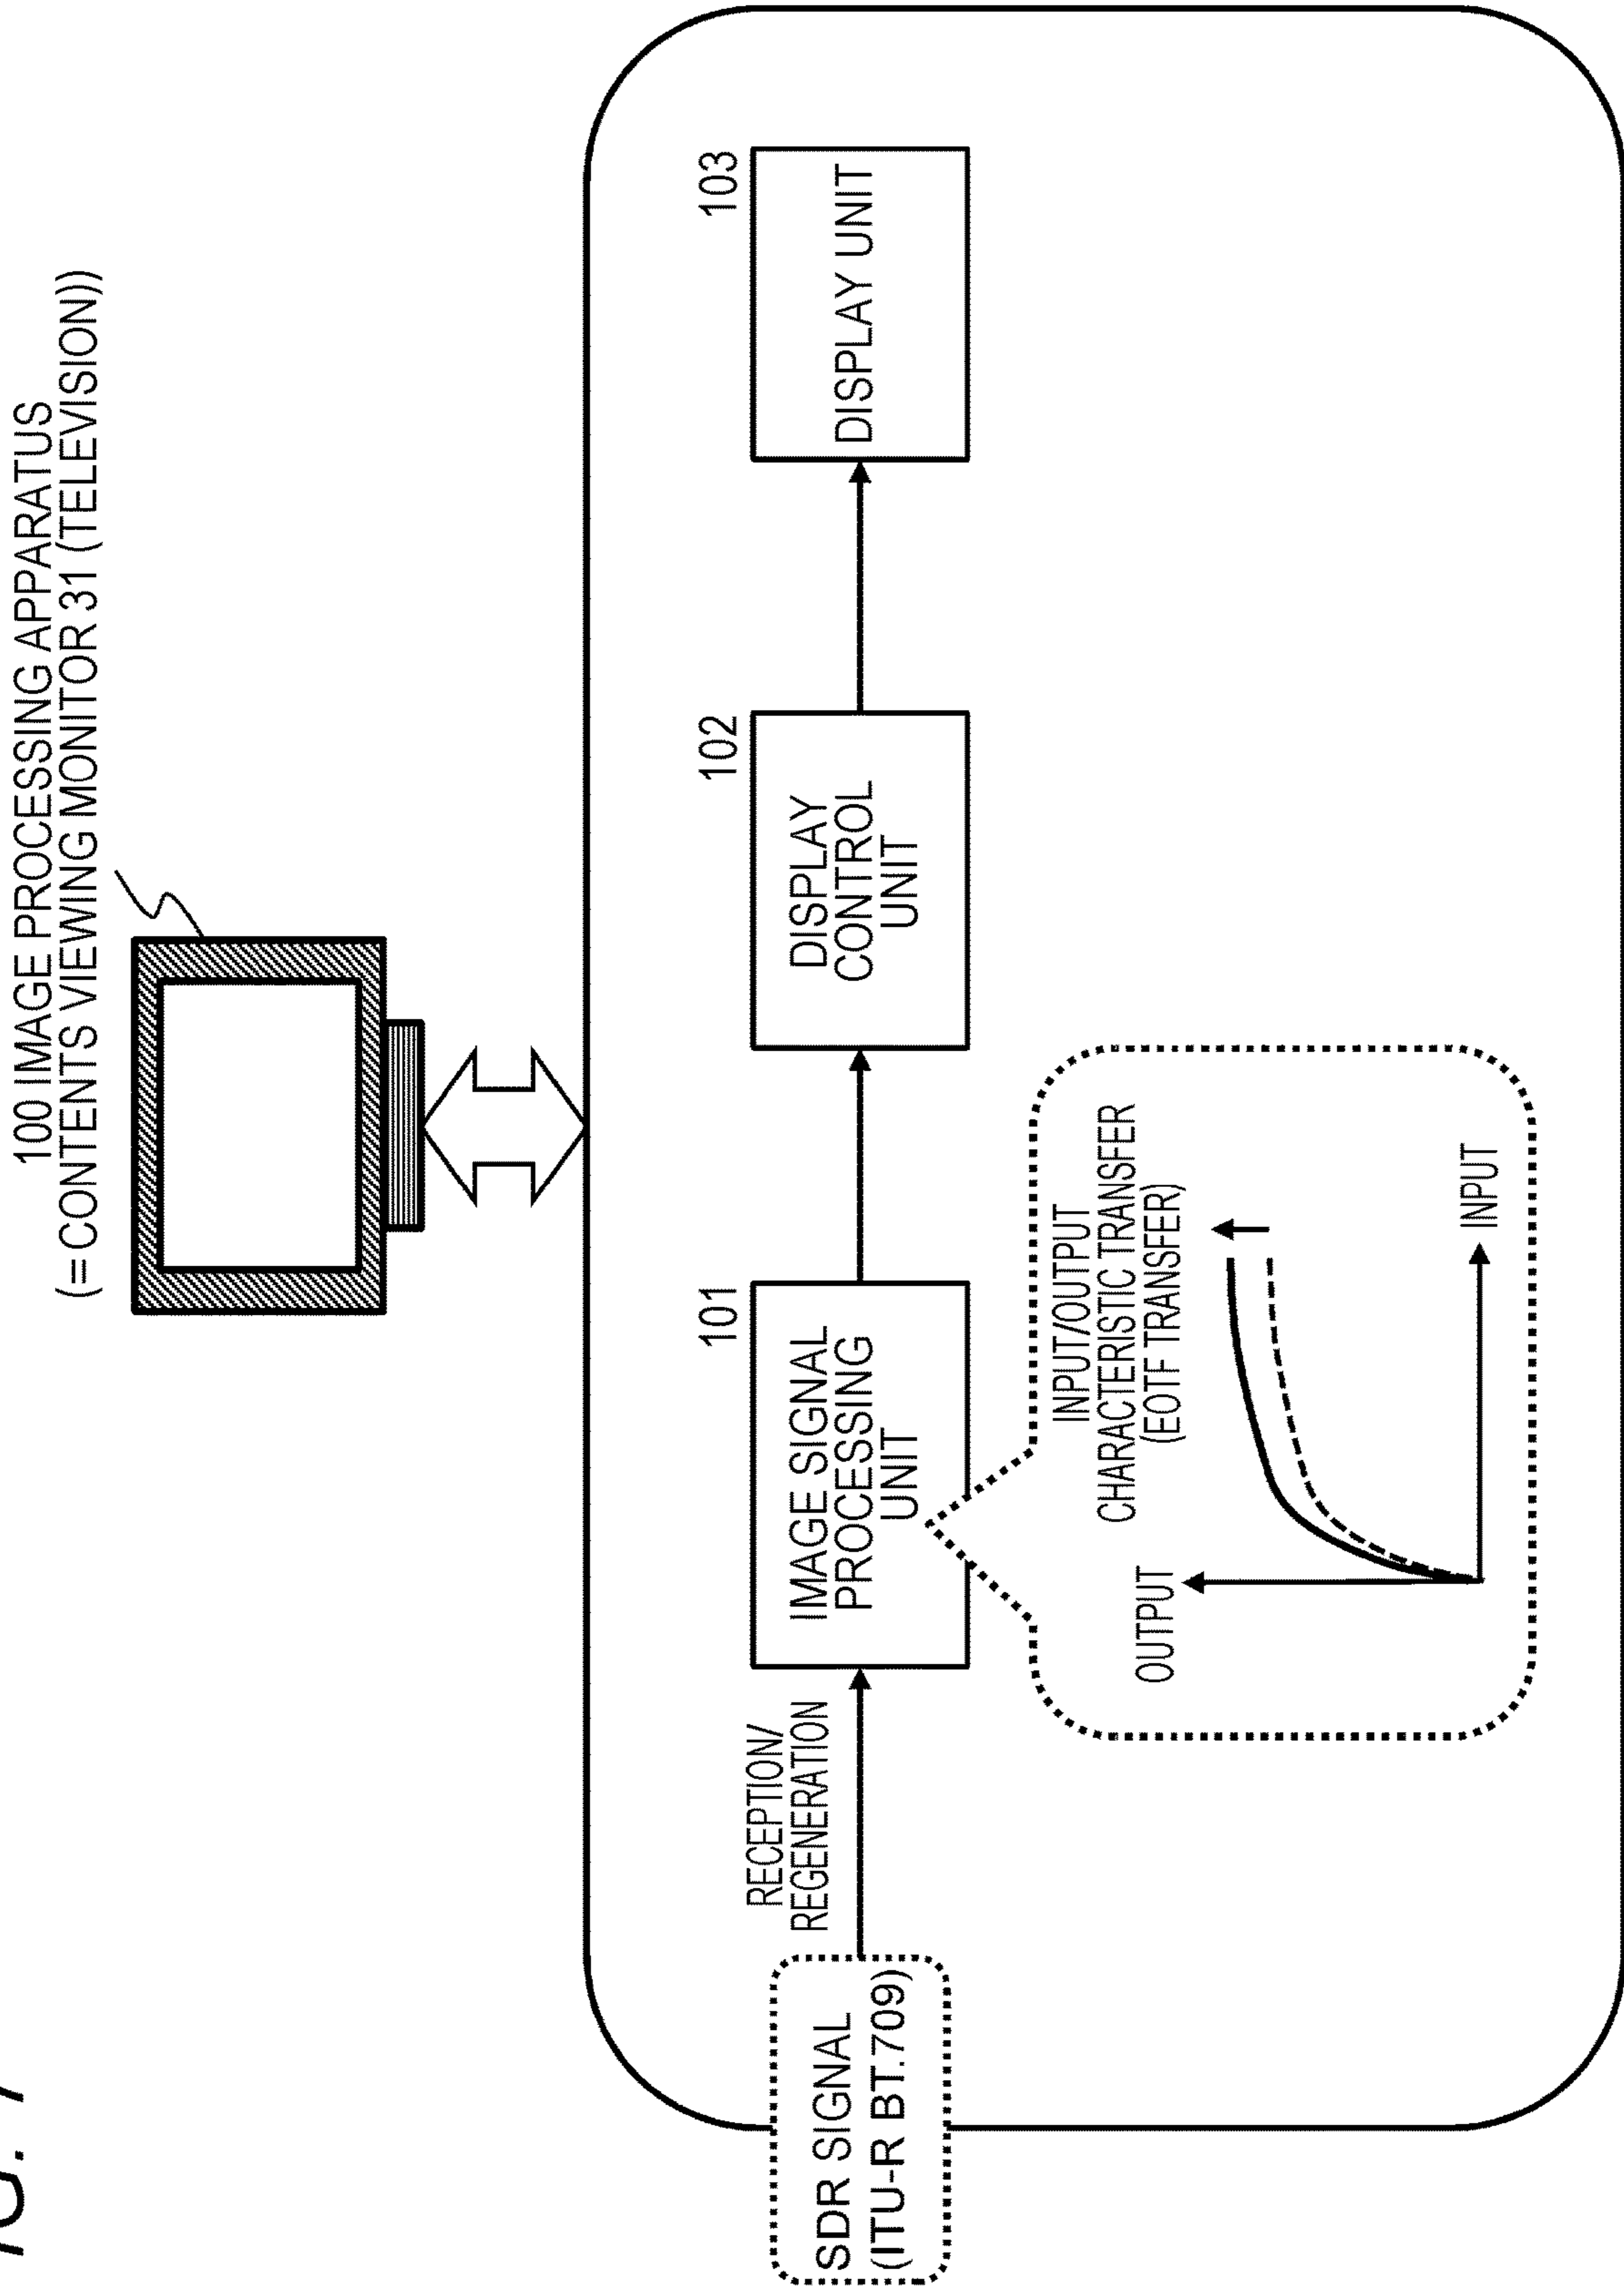 100 IMAGE PROCESSING APPARATUS
(= CONTENTS VIEWING MONITOR 31 (TELEVISION))
SDR SIGNAL
(ITU-R BT.709)
RECEPTION/
REGENERATION
101
IMAGE SIGNAL
PROCESSING
UNIT
102
DISPLAY
CONTROL
UNIT
103
DISPLAY UNIT
INPUT/OUTPUT
CHARACTERISTIC TRANSFER
(EOTF TRANSFER)
OUTPUT
INPUT